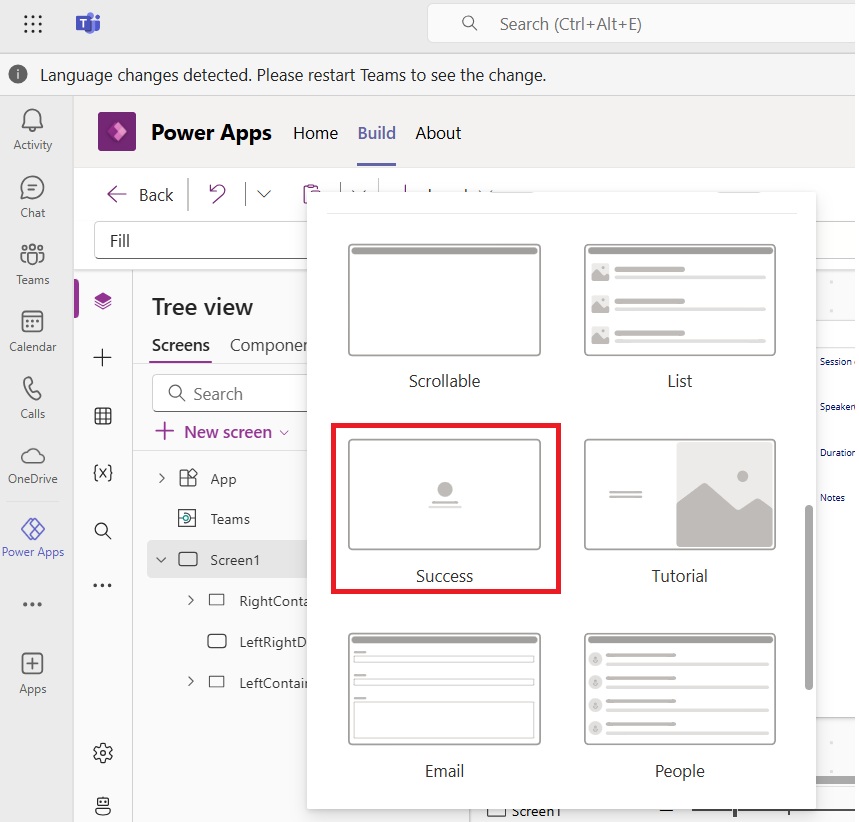 Search (Ctrl+Alt+E)
Language changes detected. Please restart Teams to see the change.
Activity
Chat
Teams
Calendar
Calls
OneDrive
Power Apps
Apps
Power Apps
Home
Build
About
Back
Fill
Tree view
Screens
Componen
Search
New screen
App
Teams
Screen1
RightConta
LeftRightD
LeftContain
Scrollable
List
Success
Tutorial
Email
People
Session
Speaker
Duration
Notes
Screen1